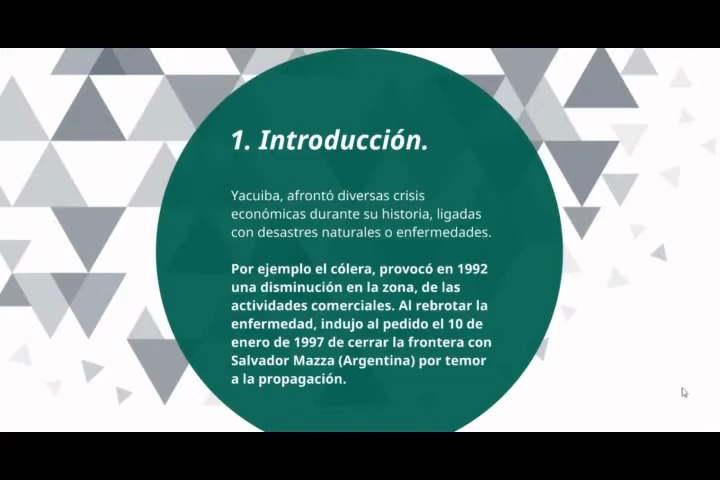 1. Introducción.
Yacuiba, afrontó diversas crisis
económicas durante su historia, ligadas
con desastres naturales o enfermedades.
Por ejemplo el cólera, provocó en 1992
una disminución en la zona, de las
actividades comerciales. Al rebrotar la
enfermedad, indujo al pedido el 10 de
enero de 1997 de cerrar la frontera con
Salvador Mazza (Argentina) por temor
a la propagación.